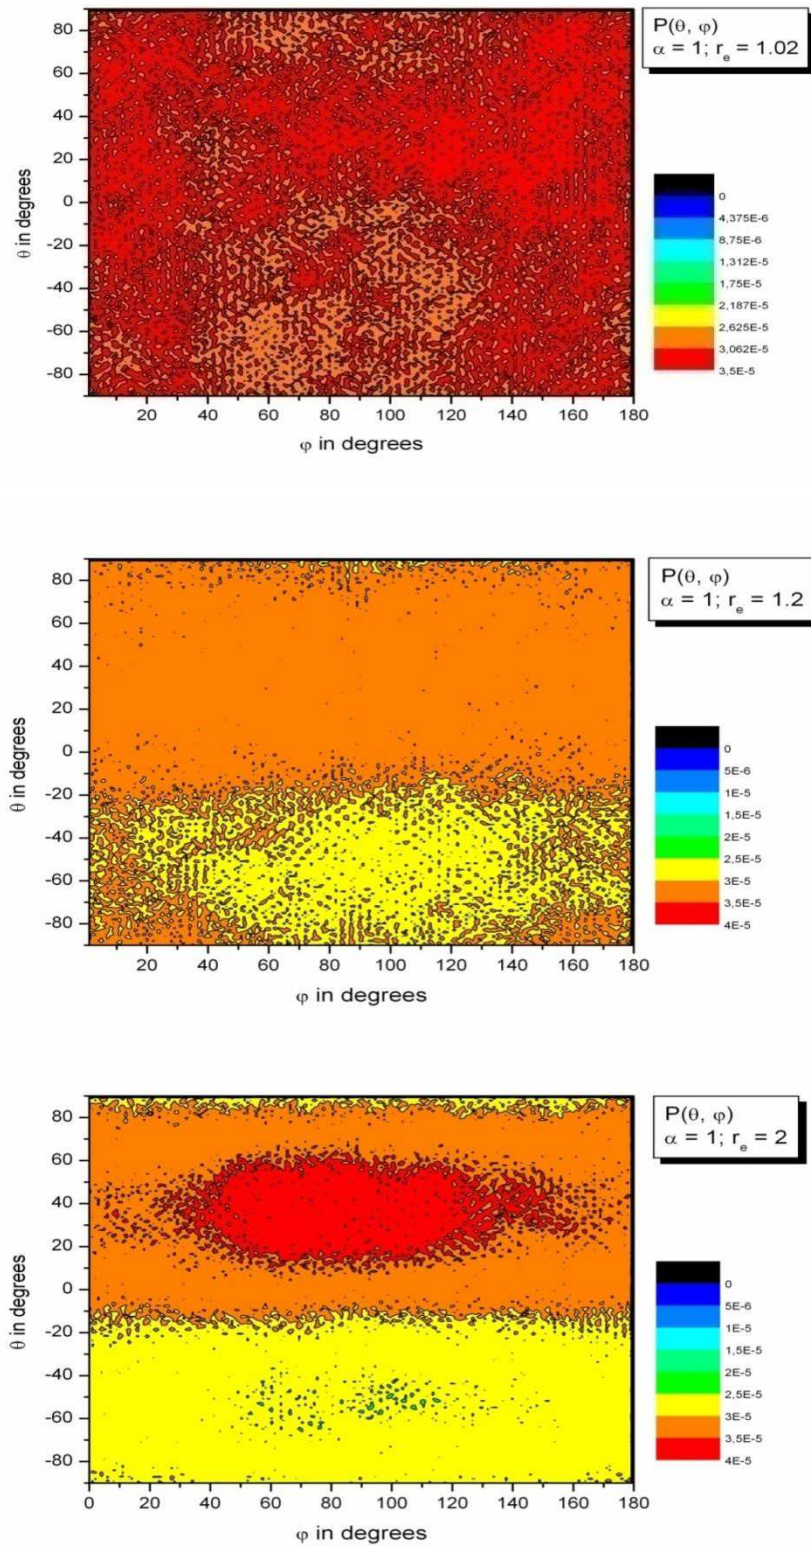 P(θ, φ)
α = 1; r_e = 1.02
θ in degrees
80
60
40
20
0
-20
-40
-60
-80
20 40 60 80 100 120 140 160 180
φ in degrees
0
4,375E-6
8,75E-6
1,312E-5
1,75E-5
2,187E-5
2,625E-5
3,062E-5
3,5E-5
P(θ, φ)
α = 1; r_e = 1.2
θ in degrees
80
60
40
20
0
-20
-40
-60
-80
20 40 60 80 100 120 140 160 180
φ in degrees
0
5E-6
1E-5
1,5E-5
2E-5
2,5E-5
3E-5
3,5E-5
4E-5
P(θ, φ)
α = 1; r_e = 2
θ in degrees
80
60
40
20
0
-20
-40
-60
-80
0 20 40 60 80 100 120 140 160 180
φ in degrees
0
5E-6
1E-5
1,5E-5
2E-5
2,5E-5
3E-5
3,5E-5
4E-5